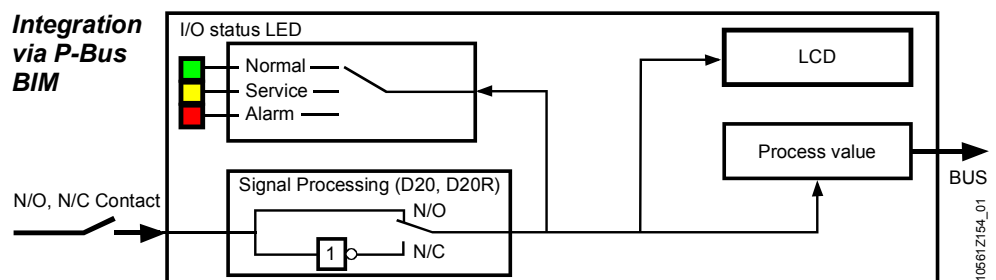 Integration
via P-Bus
BIM
I/O status LED
Normal
Service
Alarm
LCD
Process value
BUS
N/O, N/C Contact
Signal Processing (D20, D20R)
N/O
1
N/C
10561Z154_01